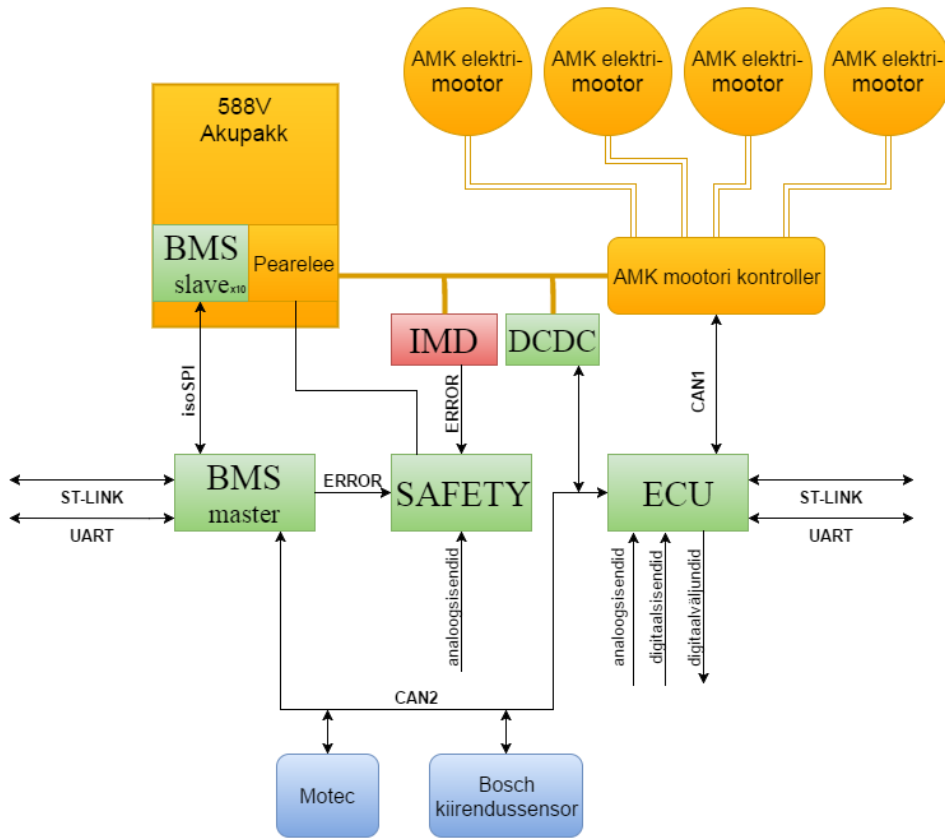 AMK elektri-
mootor
AMK elektri-
mootor
AMK elektri-
mootor
AMK elektri-
mootor
588V
Akupakk
BMS
slavex10
Pearelee
AMK mootori kontroller
IMD
DCDC
isoSPI
ERROR
CAN1
BMS
master
ERROR
SAFETY
ECU
ST-LINK
UART
ST-LINK
UART
analoogsisendid
analoogsisendid
digitaalsisendid
digitaalväljundid
CAN2
Motec
Bosch
kiirendussensor